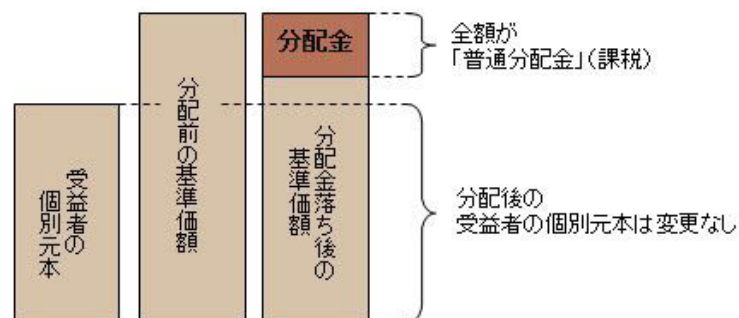 受益者の
個別元本
分配前の基準価額
分配金
分配金落ち後の
基準価額
全額が
「普通分配金」(課税)
分配後の
受益者の個別元本は変更なし